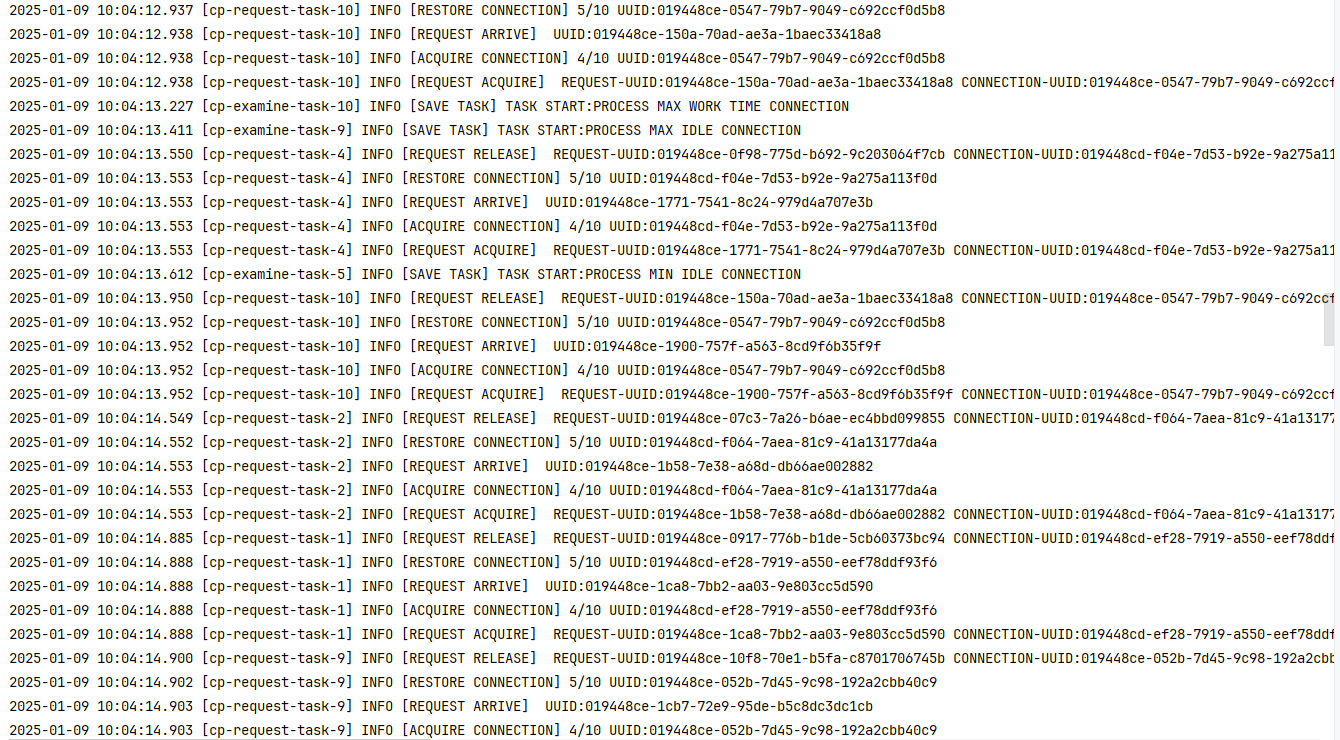 2025-01-09 10:04:12.937 [cp-request-task-10] INFO [RESTORE CONNECTION] 5/10 UUID:019448ce-0547-79b7-9049-c692ccf0d5b8
2025-01-09 10:04:12.938 [cp-request-task-10] INFO [REQUEST ARRIVE]  UUID:019448ce-150a-70ad-ae3a-1baec33418a8
2025-01-09 10:04:12.938 [cp-request-task-10] INFO [ACQUIRE CONNECTION] 4/10 UUID:019448ce-0547-79b7-9049-c692ccf0d5b8
2025-01-09 10:04:12.938 [cp-request-task-10] INFO [REQUEST ACQUIRE]  REQUEST-UUID:019448ce-150a-70ad-ae3a-1baec33418a8 CONNECTION-UUID:019448ce-0547-79b7-9049-c692ccf
2025-01-09 10:04:13.227 [cp-examine-task-10] INFO [SAVE TASK] TASK START:PROCESS MAX WORK TIME CONNECTION
2025-01-09 10:04:13.411 [cp-examine-task-9] INFO [SAVE TASK] TASK START:PROCESS MAX IDLE CONNECTION
2025-01-09 10:04:13.550 [cp-request-task-4] INFO [REQUEST RELEASE]  REQUEST-UUID:019448ce-0f98-775d-b692-9c203064f7cb CONNECTION-UUID:019448cd-f04e-7d53-b92e-9a275a11
2025-01-09 10:04:13.553 [cp-request-task-4] INFO [RESTORE CONNECTION] 5/10 UUID:019448cd-f04e-7d53-b92e-9a275a113f0d
2025-01-09 10:04:13.553 [cp-request-task-4] INFO [REQUEST ARRIVE]  UUID:019448ce-1771-7541-8c24-979d4a707e3b
2025-01-09 10:04:13.553 [cp-request-task-4] INFO [ACQUIRE CONNECTION] 4/10 UUID:019448cd-f04e-7d53-b92e-9a275a113f0d
2025-01-09 10:04:13.553 [cp-request-task-4] INFO [REQUEST ACQUIRE]  REQUEST-UUID:019448ce-1771-7541-8c24-979d4a707e3b CONNECTION-UUID:019448cd-f04e-7d53-b92e-9a275a11
2025-01-09 10:04:13.612 [cp-examine-task-5] INFO [SAVE TASK] TASK START:PROCESS MIN IDLE CONNECTION
2025-01-09 10:04:13.950 [cp-request-task-10] INFO [REQUEST RELEASE]  REQUEST-UUID:019448ce-150a-70ad-ae3a-1baec33418a8 CONNECTION-UUID:019448ce-0547-79b7-9049-c692ccf
2025-01-09 10:04:13.952 [cp-request-task-10] INFO [RESTORE CONNECTION] 5/10 UUID:019448ce-0547-79b7-9049-c692ccf0d5b8
2025-01-09 10:04:13.952 [cp-request-task-10] INFO [REQUEST ARRIVE]  UUID:019448ce-1900-757f-a563-8cd9f6b35f9f
2025-01-09 10:04:13.952 [cp-request-task-10] INFO [ACQUIRE CONNECTION] 4/10 UUID:019448ce-0547-79b7-9049-c692ccf0d5b8
2025-01-09 10:04:13.952 [cp-request-task-10] INFO [REQUEST ACQUIRE]  REQUEST-UUID:019448ce-1900-757f-a563-8cd9f6b35f9f CONNECTION-UUID:019448ce-0547-79b7-9049-c692ccf
2025-01-09 10:04:14.549 [cp-request-task-2] INFO [REQUEST RELEASE]  REQUEST-UUID:019448ce-07c3-7a26-b6ae-ec4bbd099855 CONNECTION-UUID:019448cd-f064-7aea-81c9-41a13177
2025-01-09 10:04:14.552 [cp-request-task-2] INFO [RESTORE CONNECTION] 5/10 UUID:019448cd-f064-7aea-81c9-41a13177da4a
2025-01-09 10:04:14.553 [cp-request-task-2] INFO [REQUEST ARRIVE]  UUID:019448ce-1b58-7e38-a68d-db66ae002882
2025-01-09 10:04:14.553 [cp-request-task-2] INFO [ACQUIRE CONNECTION] 4/10 UUID:019448cd-f064-7aea-81c9-41a13177da4a
2025-01-09 10:04:14.553 [cp-request-task-2] INFO [REQUEST ACQUIRE]  REQUEST-UUID:019448ce-1b58-7e38-a68d-db66ae002882 CONNECTION-UUID:019448cd-f064-7aea-81c9-41a13177
2025-01-09 10:04:14.885 [cp-request-task-1] INFO [REQUEST RELEASE]  REQUEST-UUID:019448ce-0917-776b-b1de-5cb60373bc94 CONNECTION-UUID:019448cd-ef28-7919-a550-eef78ddf
2025-01-09 10:04:14.888 [cp-request-task-1] INFO [RESTORE CONNECTION] 5/10 UUID:019448cd-ef28-7919-a550-eef78ddf93f6
2025-01-09 10:04:14.888 [cp-request-task-1] INFO [REQUEST ARRIVE]  UUID:019448ce-1ca8-7bb2-aa03-9e803cc5d590
2025-01-09 10:04:14.888 [cp-request-task-1] INFO [ACQUIRE CONNECTION] 4/10 UUID:019448cd-ef28-7919-a550-eef78ddf93f6
2025-01-09 10:04:14.888 [cp-request-task-1] INFO [REQUEST ACQUIRE]  REQUEST-UUID:019448ce-1ca8-7bb2-aa03-9e803cc5d590 CONNECTION-UUID:019448cd-ef28-7919-a550-eef78ddf
2025-01-09 10:04:14.900 [cp-request-task-9] INFO [REQUEST RELEASE]  REQUEST-UUID:019448ce-10f8-70e1-b5fa-c8701706745b CONNECTION-UUID:019448ce-052b-7d45-9c98-192a2cbb
2025-01-09 10:04:14.902 [cp-request-task-9] INFO [RESTORE CONNECTION] 5/10 UUID:019448ce-052b-7d45-9c98-192a2cbb40c9
2025-01-09 10:04:14.903 [cp-request-task-9] INFO [REQUEST ARRIVE]  UUID:019448ce-1cb7-72e9-95de-b5c8dc3dc1cb
2025-01-09 10:04:14.903 [cp-request-task-9] INFO [ACQUIRE CONNECTION] 4/10 UUID:019448ce-052b-7d45-9c98-192a2cbb40c9